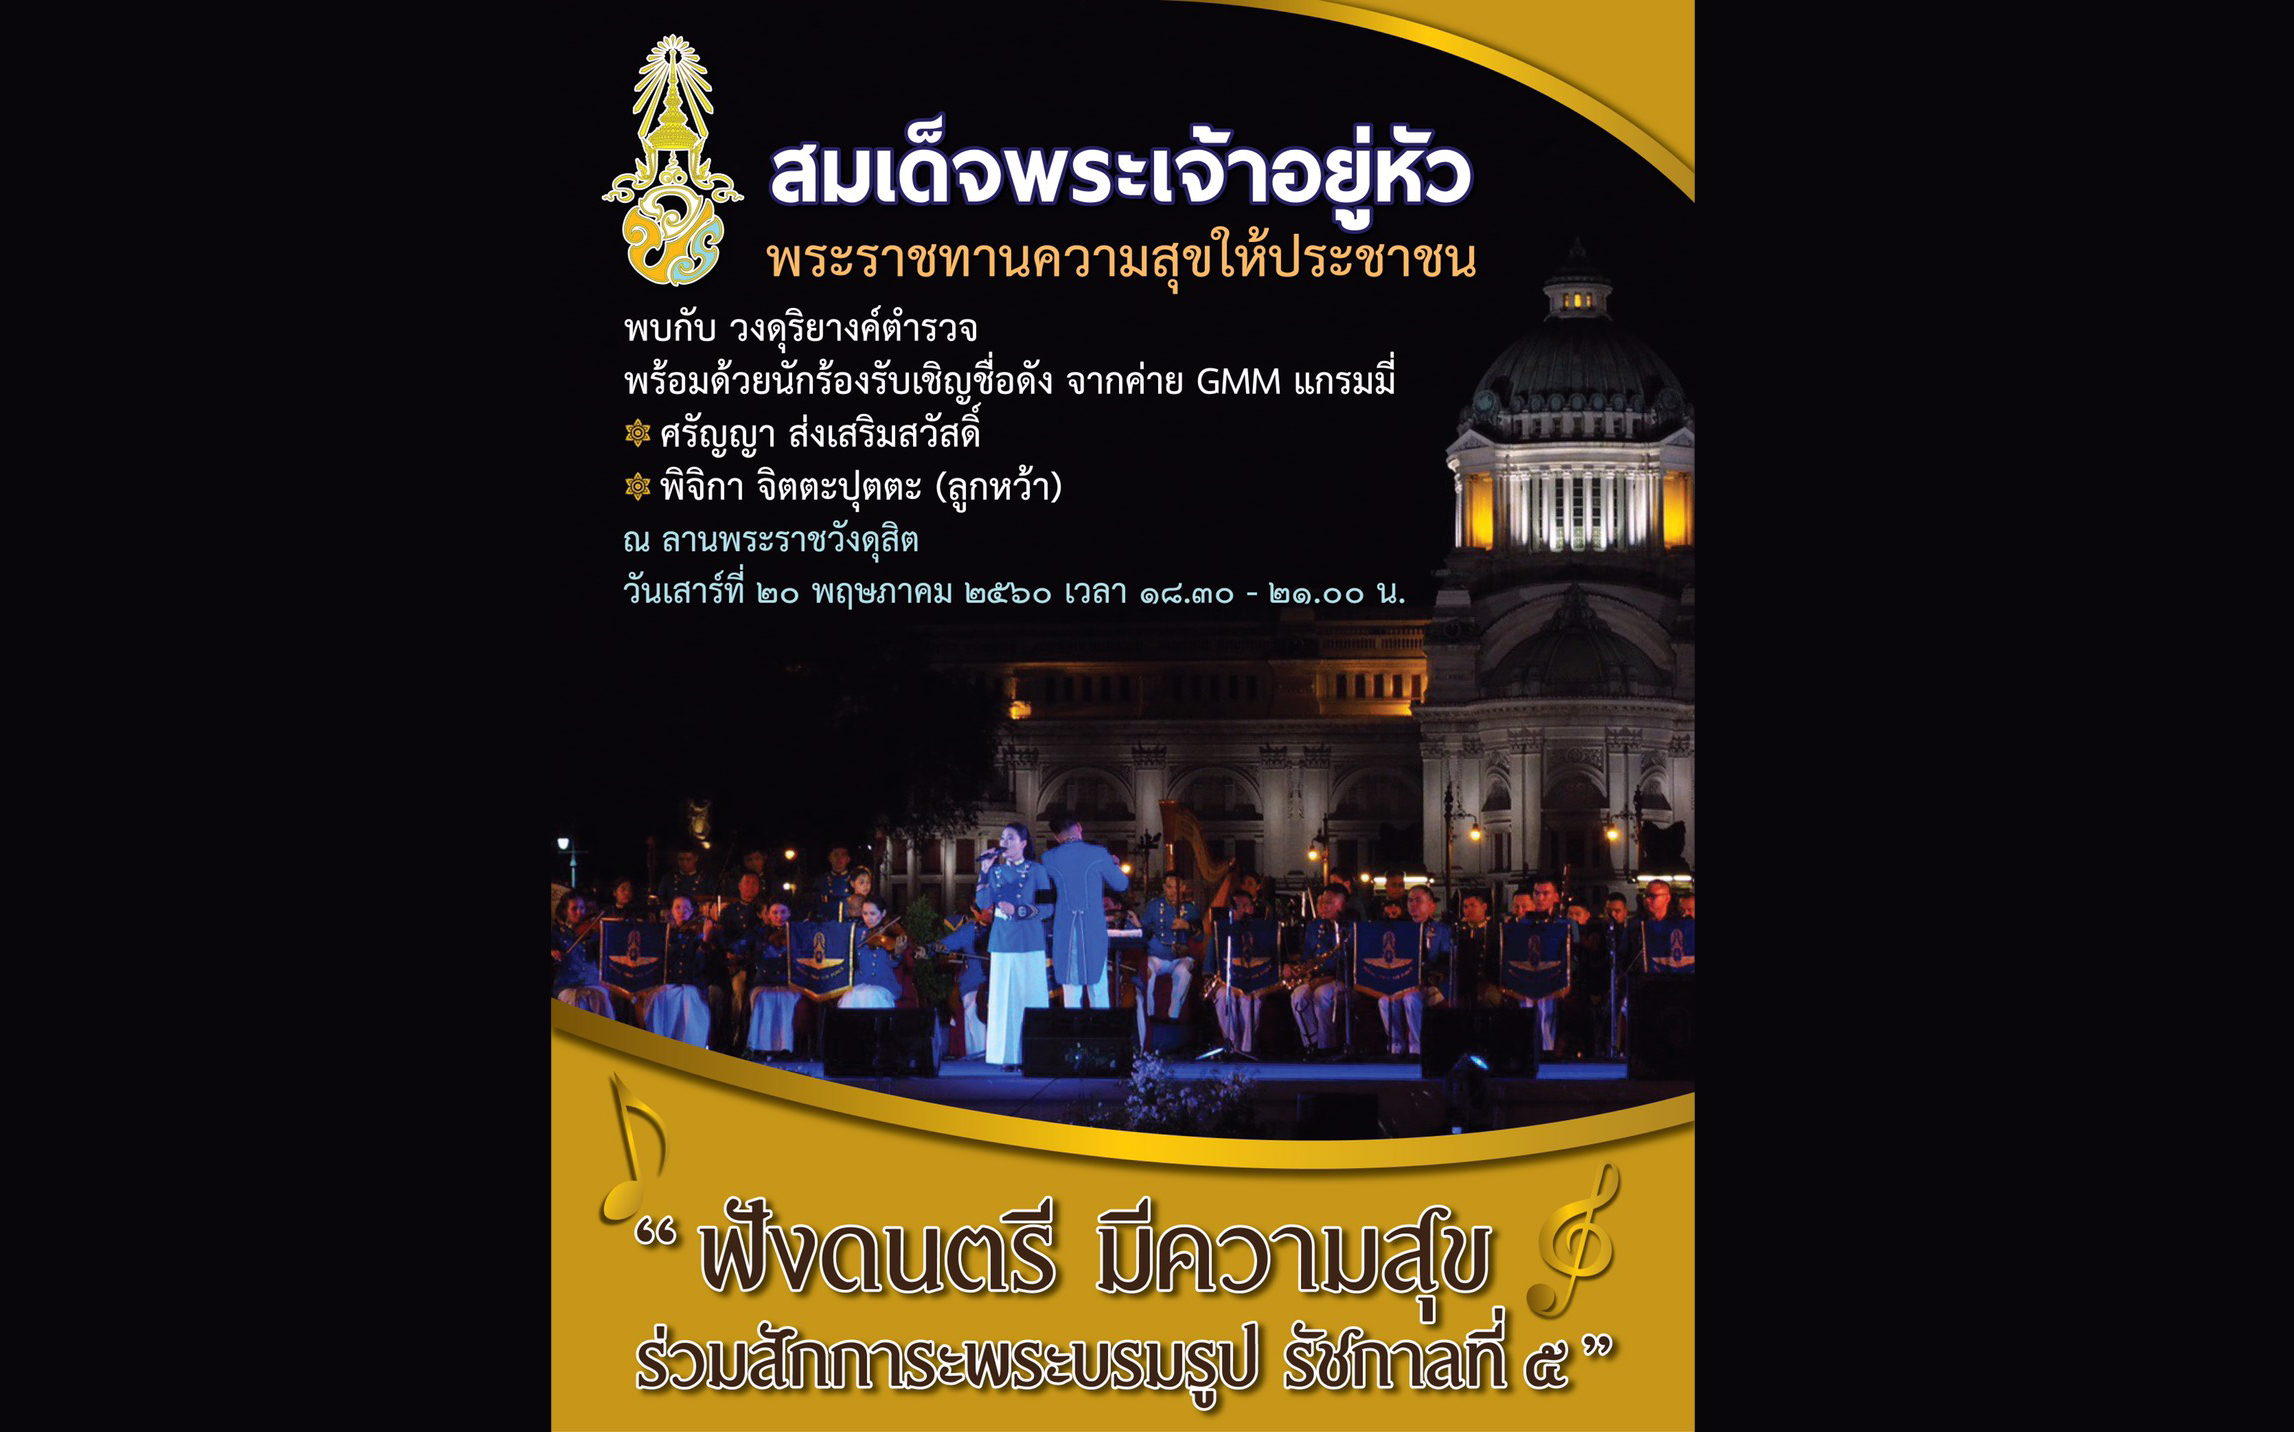 สมเด็จพระเจ้าอยู่หัว
พระราชทานความสุขให้ประชาชน
พบกับ วงดุริยางค์ตำรวจ
พร้อมด้วยนักร้องรับเชิญชื่อดัง จากค่าย GMM แกรมมี่
ศรัญญา ส่งเสริมสวัสดิ์
พิจิกา จิตตะปุตตะ (ลูกหว้า)
ณ ลานพระราชวังดุสิต
วันเสาร์ที่ ๒๐ พฤษภาคม ๒๕๖๐ เวลา ๑๘.๓๐ - ๒๑.๐๐ น.
“ ฟังดนตรี มีความสุข
ร่วมสักการะพระบรมรูป รัชกาลที่ ๕ ”